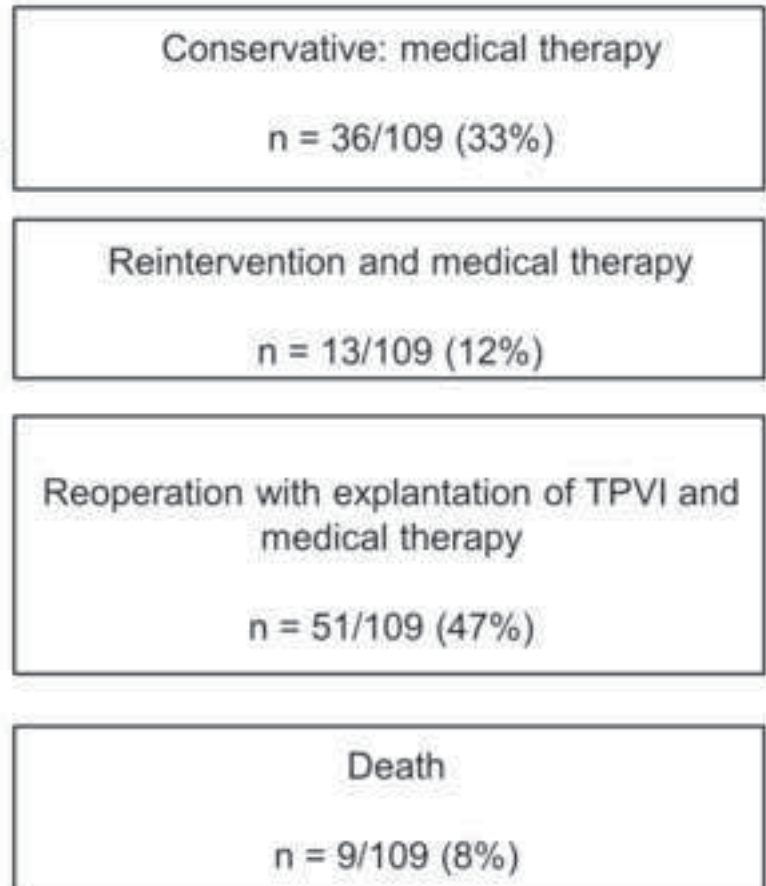 Conservative: medical therapy
n = 36/109 (33%)
Reintervention and medical therapy
n = 13/109 (12%)
Reoperation with explantation of TPVI and
medical therapy
n = 51/109 (47%)
Death
n = 9/109 (8%)